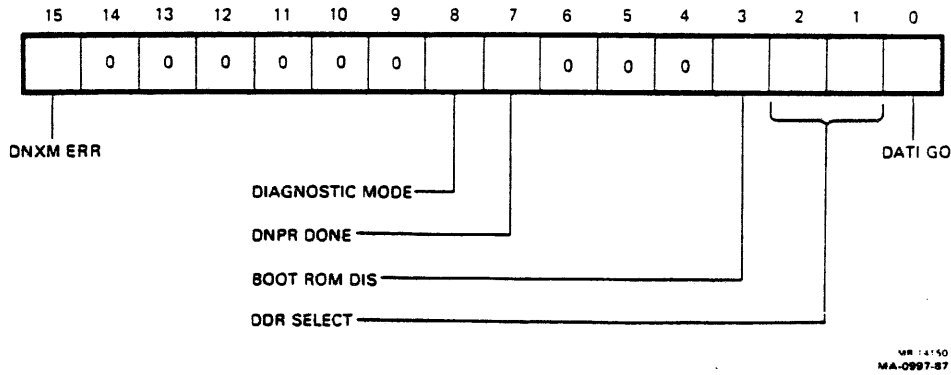 15 14 13 12 11 10 9 8 7 6 5 4 3 2 1 0
0 0 0 0 0 0 0 0 0
DNXM ERR
DATI GO
DIAGNOSTIC MODE
DNPR DONE
BOOT ROM DIS
DDR SELECT
MR 14150
MA-0997-87